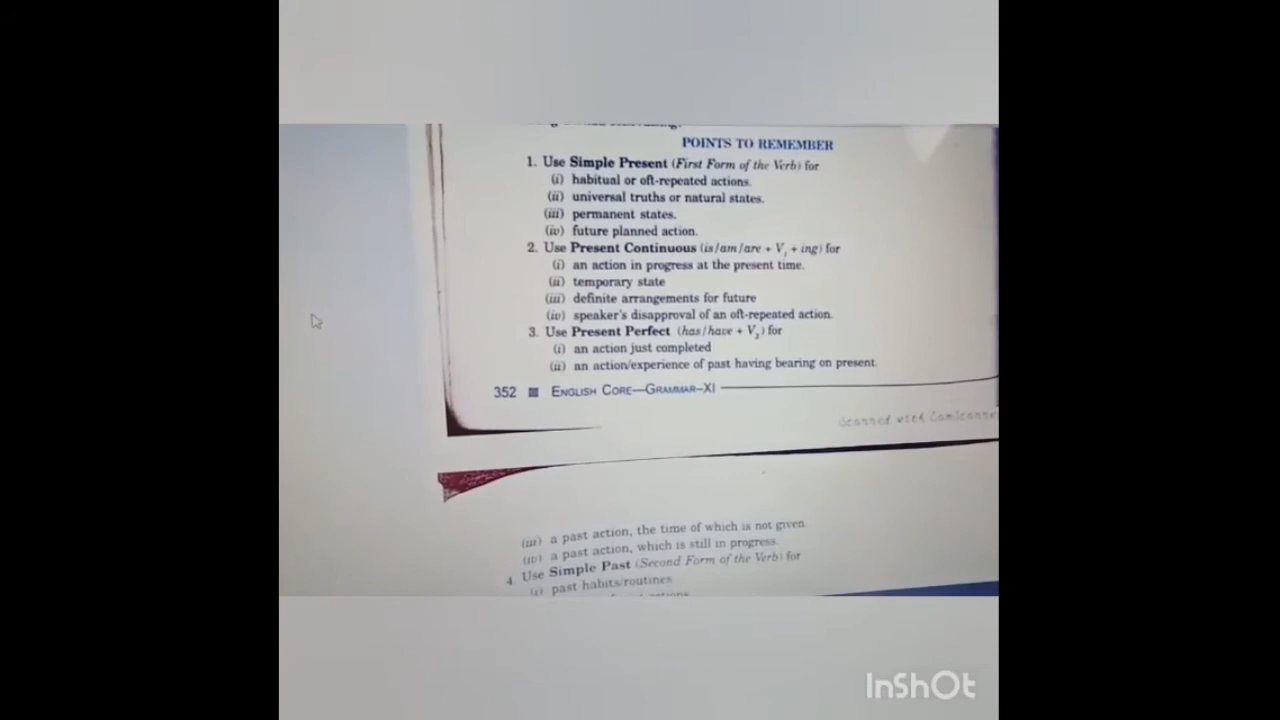 POINTS TO REMEMBER
1. Use Simple Present (First Form of the Verb) for
(i) habitual or oft-repeated actions.
(ii) universal truths or natural states.
(iii) permanent states.
(iv) future planned action.
2. Use Present Continuous (is/am/are + V₁ + ing) for
(i) an action in progress at the present time.
(ii) temporary state
(iii) definite arrangements for future
(iv) speaker's disapproval of an oft-repeated action.
3. Use Present Perfect (has/have + V₃) for
(i) an action just completed
(ii) an action/experience of past having bearing on present.
352 ■ ENGLISH CORE—GRAMMAR–XI
Scanned with CamScanne
(iii) a past action, the time of which is not given.
(iv) a past action, which is still in progress.
4. Use Simple Past (Second Form of the Verb) for
(i) past habits/routines
actions
InShOt